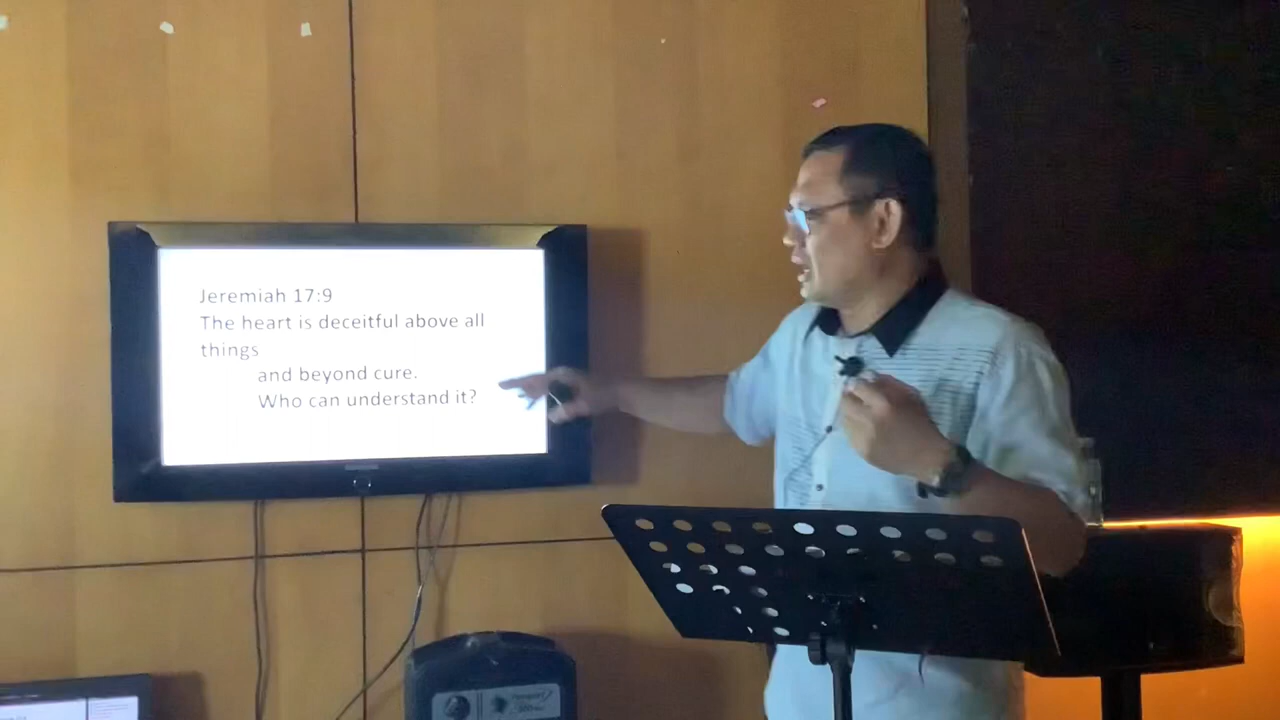 Jeremiah 17:9
The heart is deceitful above all
things
and beyond cure.
Who can understand it?